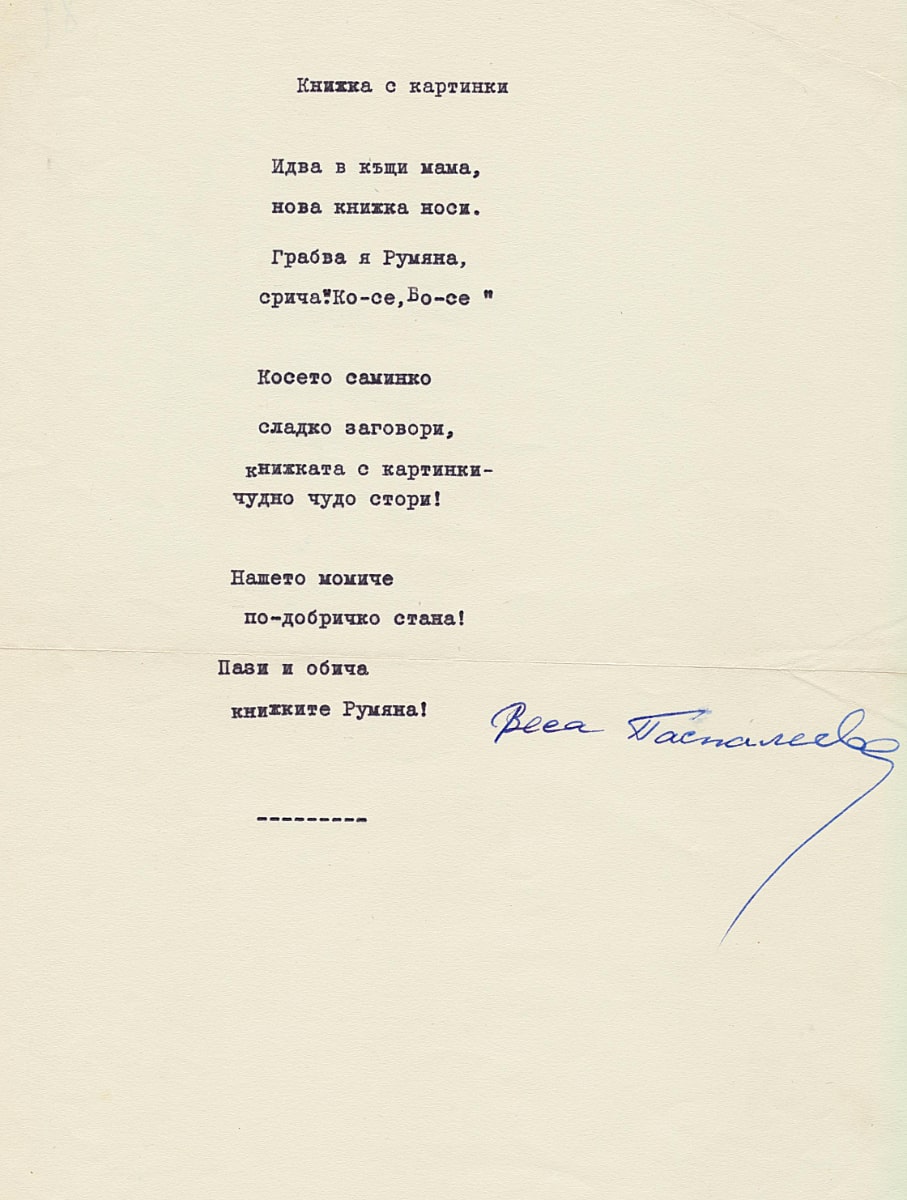 Книжка с картинки
Идва в къщи мама,
нова книжка носи.
Грабва я Румяна,
срича:"Ко-се,Бо-се "
Косето саминко
сладко заговори,
книжката с картинки-
чудно чудо стори!
Нашето момиче
по-добричко стана!
Пази и обича
книжките Румяна!
Веса Паспалеева
---------